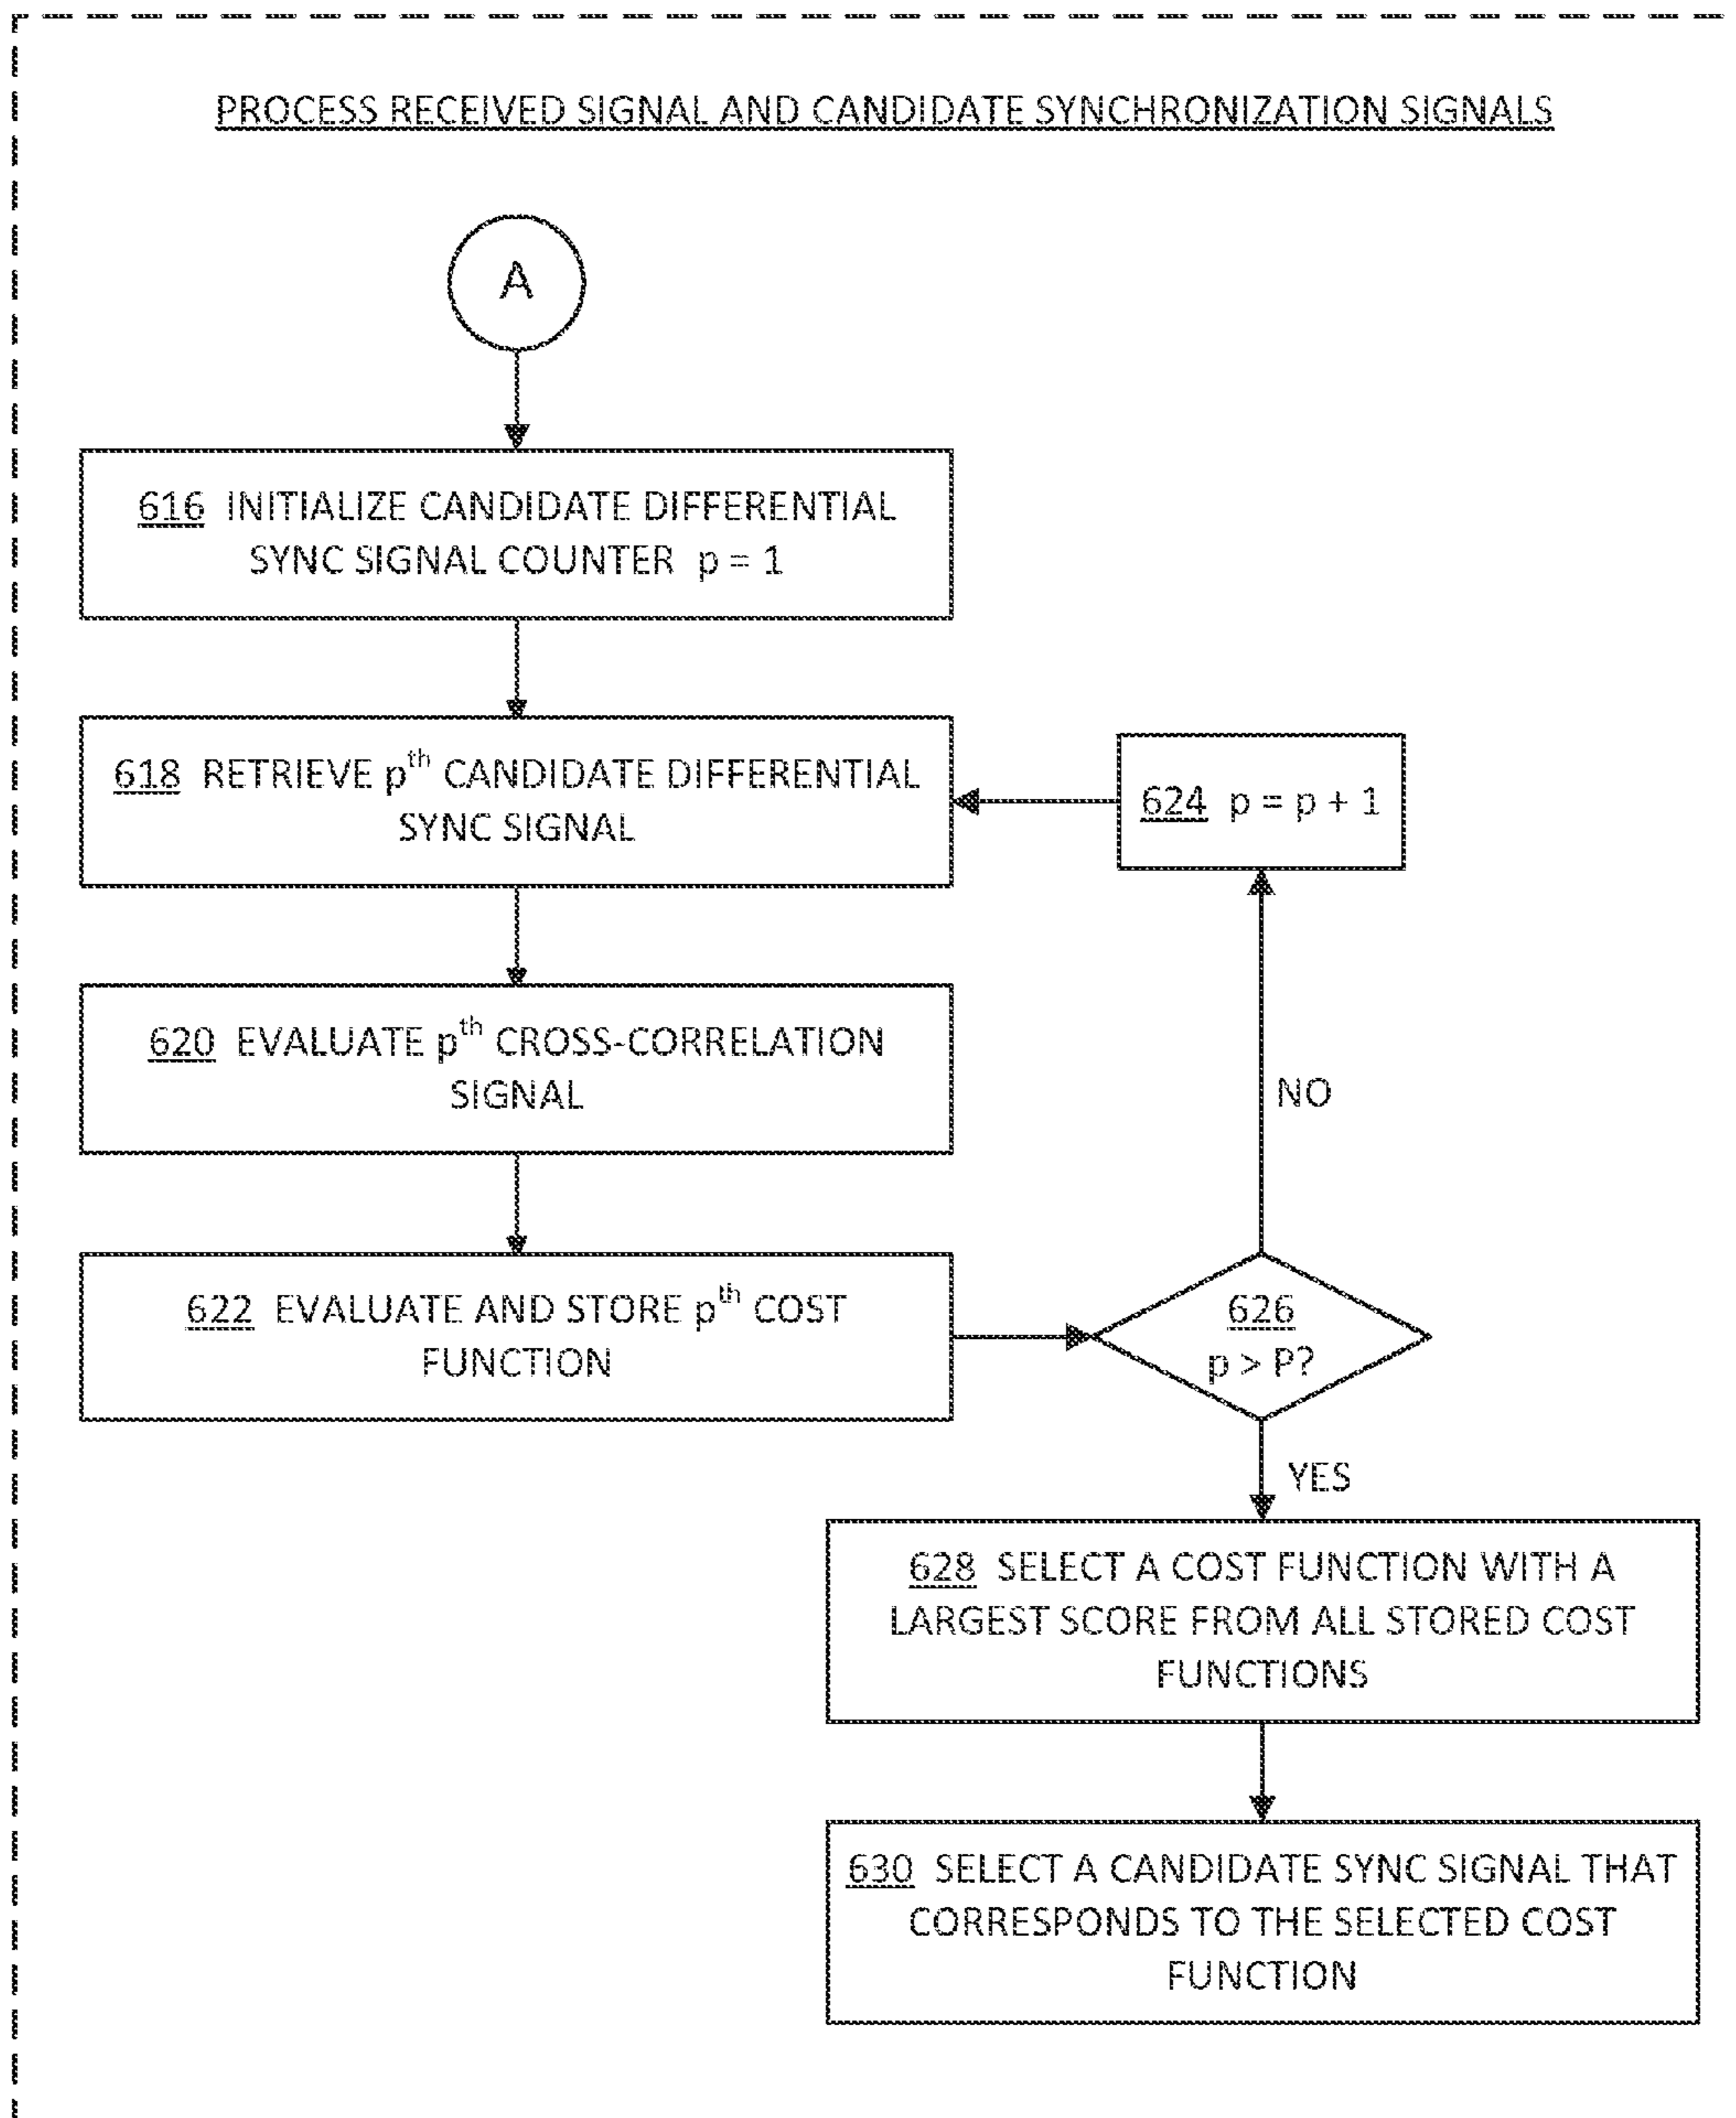 PROCESS RECEIVED SIGNAL AND CANDIDATE SYNCHRONIZATION SIGNALS
A
616 INITIALIZE CANDIDATE DIFFERENTIAL
SYNC SIGNAL COUNTER p = 1
618 RETRIEVE pth CANDIDATE DIFFERENTIAL
SYNC SIGNAL
624 p = p + 1
620 EVALUATE pth CROSS-CORRELATION
SIGNAL
NO
622 EVALUATE AND STORE pth COST
FUNCTION
626
p > P?
YES
628 SELECT A COST FUNCTION WITH A
LARGEST SCORE FROM ALL STORED COST
FUNCTIONS
630 SELECT A CANDIDATE SYNC SIGNAL THAT
CORRESPONDS TO THE SELECTED COST
FUNCTION